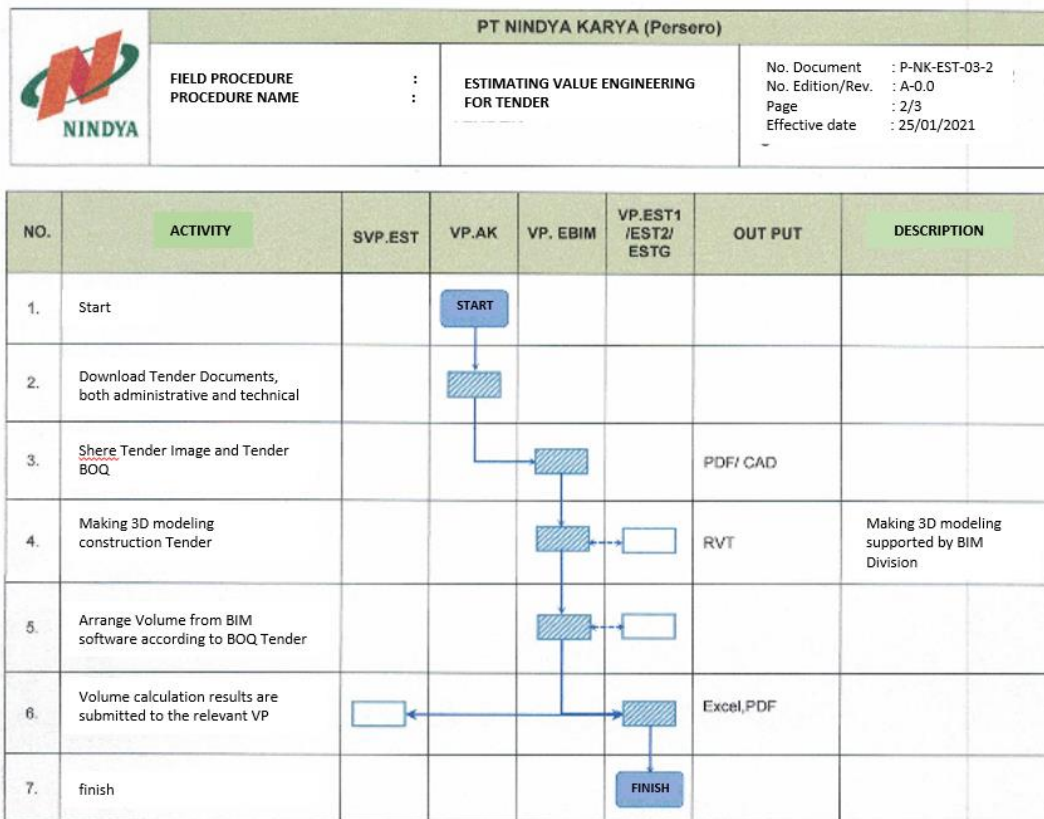 PT NINDYA KARYA (Persero)
NINDYA
FIELD PROCEDURE :
PROCEDURE NAME :
ESTIMATING VALUE ENGINEERING
FOR TENDER
No. Document : P-NK-EST-03-2
No. Edition/Rev. : A-0.0
Page : 2/3
Effective date : 25/01/2021
NO.
ACTIVITY
SVP.EST
VP.AK
VP. EBIM
VP.EST1
/EST2/
ESTG
OUT PUT
DESCRIPTION
1.
Start
START
2.
Download Tender Documents,
both administrative and technical
3.
Shere Tender Image and Tender
BOQ
PDF/ CAD
4.
Making 3D modeling
construction Tender
RVT
Making 3D modeling
supported by BIM
Division
5.
Arrange Volume from BIM
software according to BOQ Tender
6.
Volume calculation results are
submitted to the relevant VP
Excel,PDF
7.
finish
FINISH